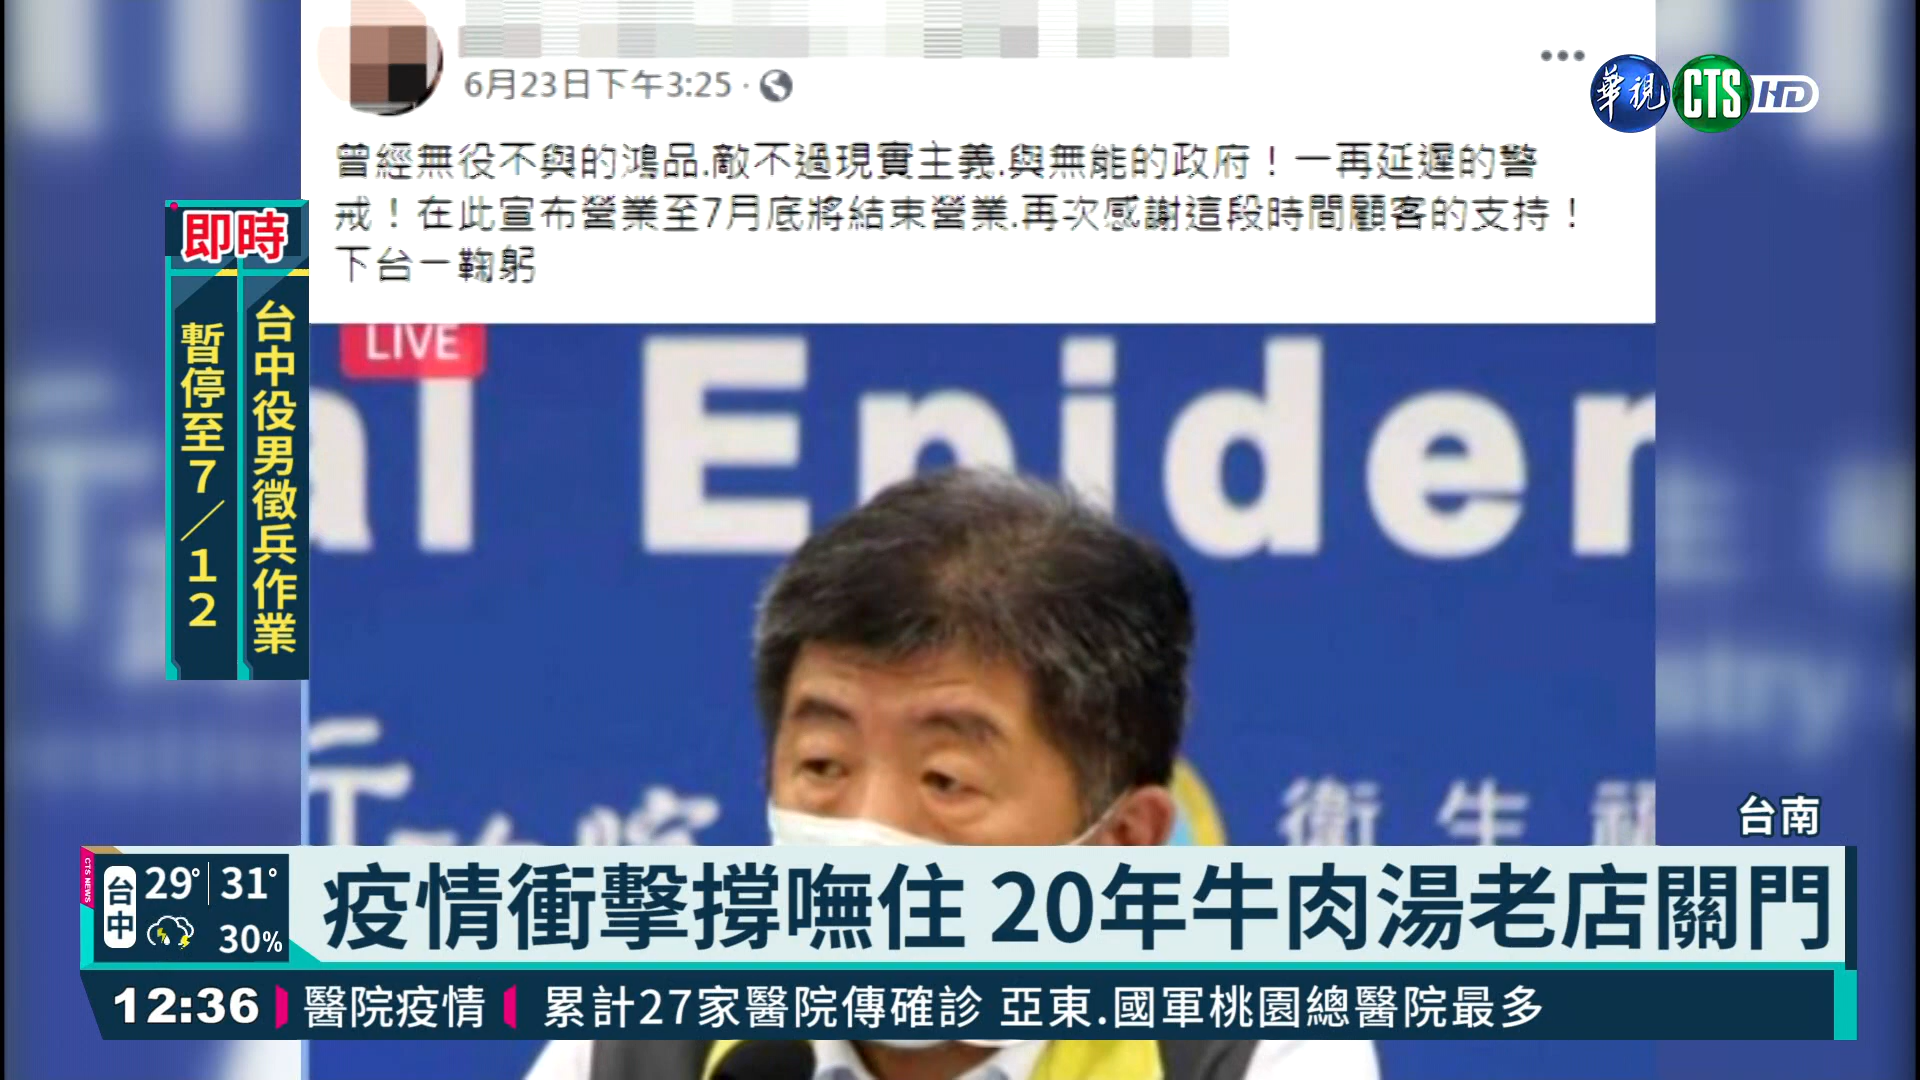 6月23日下午3:25 ·
華視 CTS HD
曾經無役不與的鴻品.敵不過現實主義.與無能的政府！一再延遲的警
戒！在此宣布營業至7月底將結束營業.再次感謝這段時間顧客的支持！
下台一鞠躬
即時
台中役男徵兵作業
暫停至7／12
LIVE
al Epidem
衛生福
台南
CTS NEWS
台中
29° 31°
30%
疫情衝擊撐嘸住 20年牛肉湯老店關門
12:36 醫院疫情 累計27家醫院傳確診 亞東.國軍桃園總醫院最多